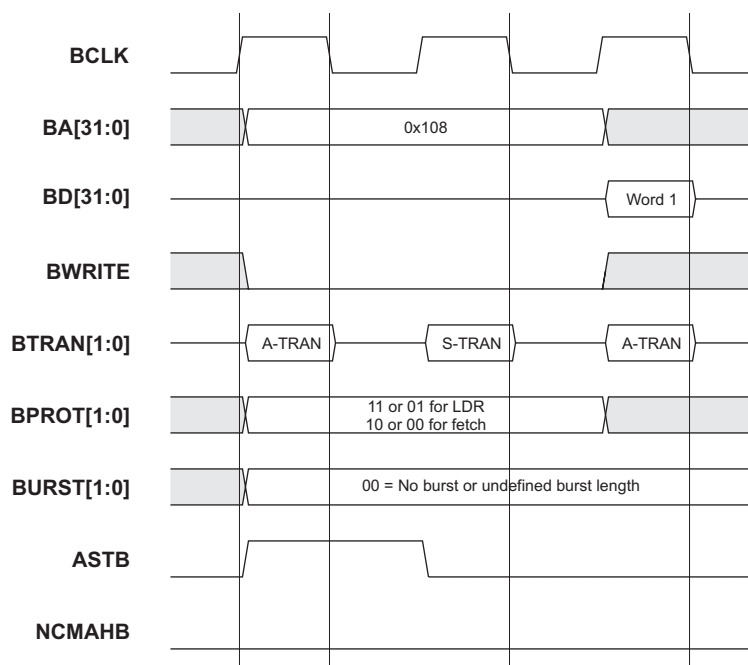 BCLK
BA[31:0]
0x108
BD[31:0]
Word 1
BWRITE
BTRAN[1:0]
A-TRAN
S-TRAN
A-TRAN
BPROT[1:0]
11 or 01 for LDR
10 or 00 for fetch
BURST[1:0]
00 = No burst or undefined burst length
ASTB
NCMAHB